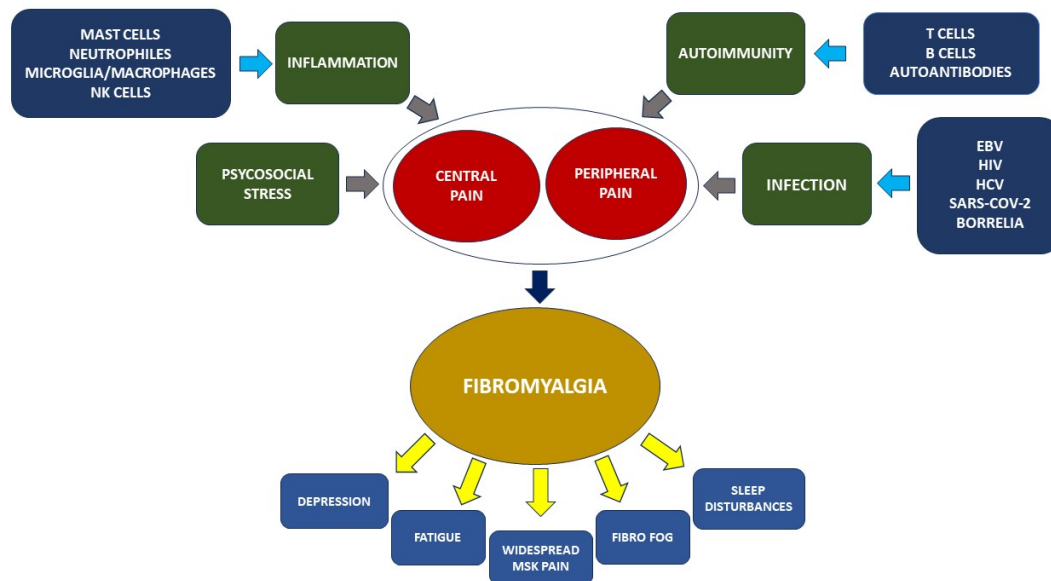 MAST CELLS
NEUTROPHILES
MICROGLIA/MACROPHAGES
NK CELLS
INFLAMMATION
AUTOIMMUNITY
T CELLS
B CELLS
AUTOANTIBODIES
PSYCOSOCIAL
STRESS
CENTRAL
PAIN
PERIPHERAL
PAIN
INFECTION
EBV
HIV
HCV
SARS-COV-2
BORRELIA
FIBROMYALGIA
DEPRESSION
FATIGUE
WIDESPREAD
MSK PAIN
FIBRO FOG
SLEEP
DISTURBANCES